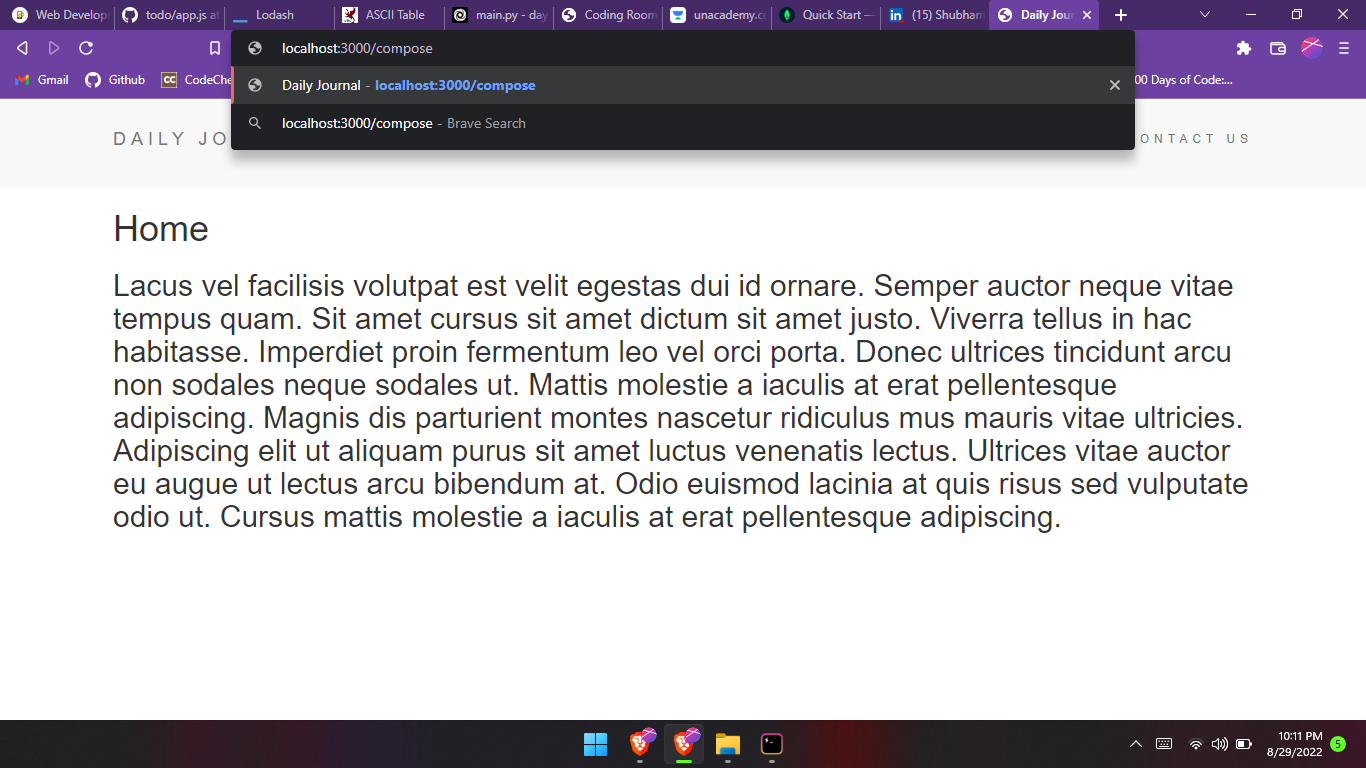 Web Develop
todo/app.js at
Lodash
ASCII Table
main.py - day
Coding Room
unacademy.c
Quick Start —
(15) Shubham
Daily Jour
localhost:3000/compose
Gmail
Github
CodeChe
Daily Journal - localhost:3000/compose
00 Days of Code:...
localhost:3000/compose - Brave Search
DAILY JO
ONTACT US
Home
Lacus vel facilisis volutpat est velit egestas dui id ornare. Semper auctor neque vitae
tempus quam. Sit amet cursus sit amet dictum sit amet justo. Viverra tellus in hac
habitasse. Imperdiet proin fermentum leo vel orci porta. Donec ultrices tincidunt arcu
non sodales neque sodales ut. Mattis molestie a iaculis at erat pellentesque
adipiscing. Magnis dis parturient montes nascetur ridiculus mus mauris vitae ultricies.
Adipiscing elit ut aliquam purus sit amet luctus venenatis lectus. Ultrices vitae auctor
eu augue ut lectus arcu bibendum at. Odio euismod lacinia at quis risus sed vulputate
odio ut. Cursus mattis molestie a iaculis at erat pellentesque adipiscing.
10:11 PM
8/29/2022
5